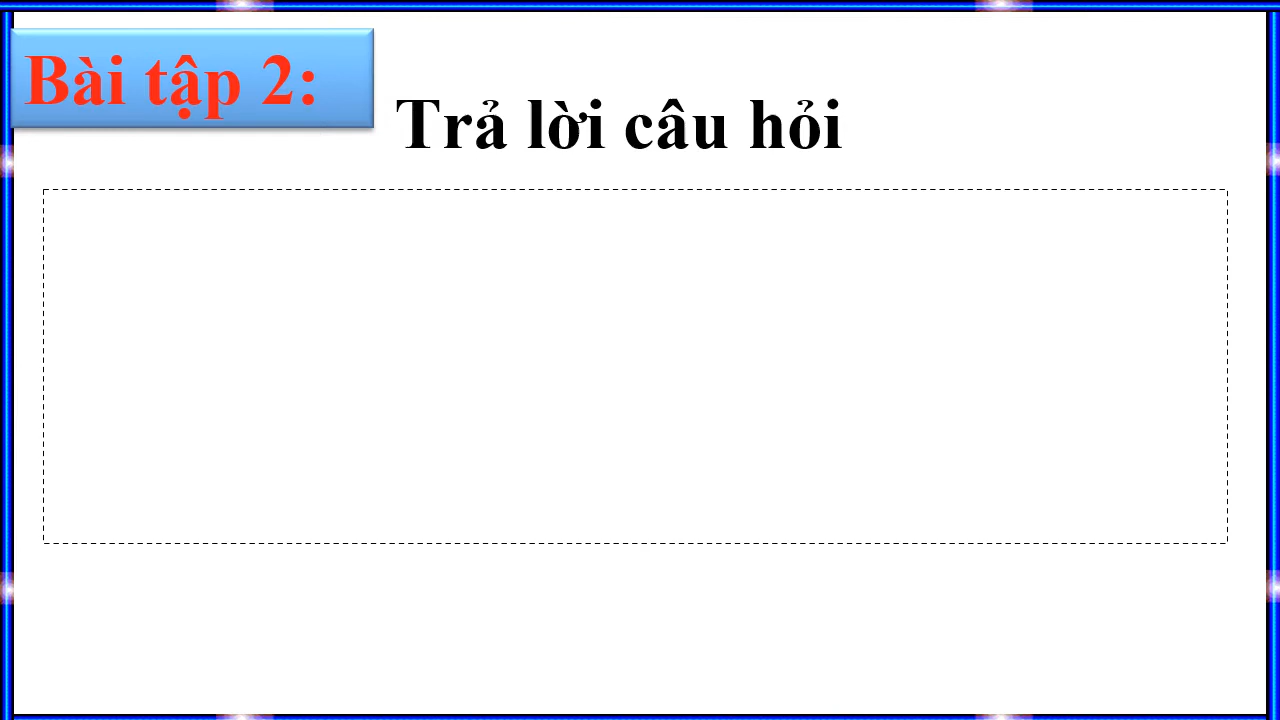 Bài tập 2:
Trả lời câu hỏi